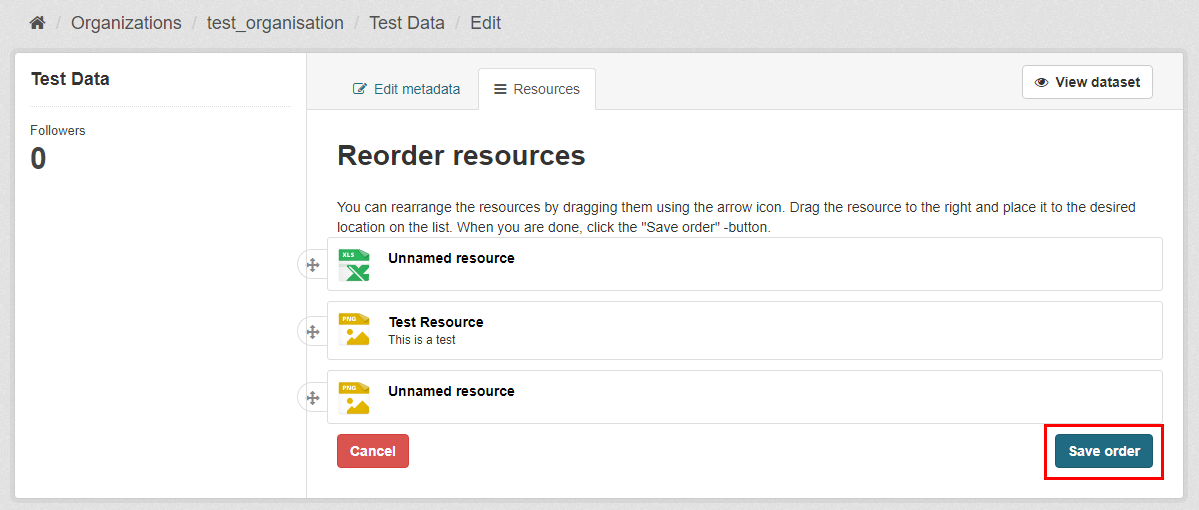 / Organizations / test_organisation / Test Data / Edit
Test Data
Followers
0
Edit metadata
Resources
View dataset
Reorder resources
You can rearrange the resources by dragging them using the arrow icon. Drag the resource to the right and place it to the desired
location on the list. When you are done, click the "Save order" -button.
XLS
Unnamed resource
PNG
Test Resource
This is a test
PNG
Unnamed resource
Cancel
Save order